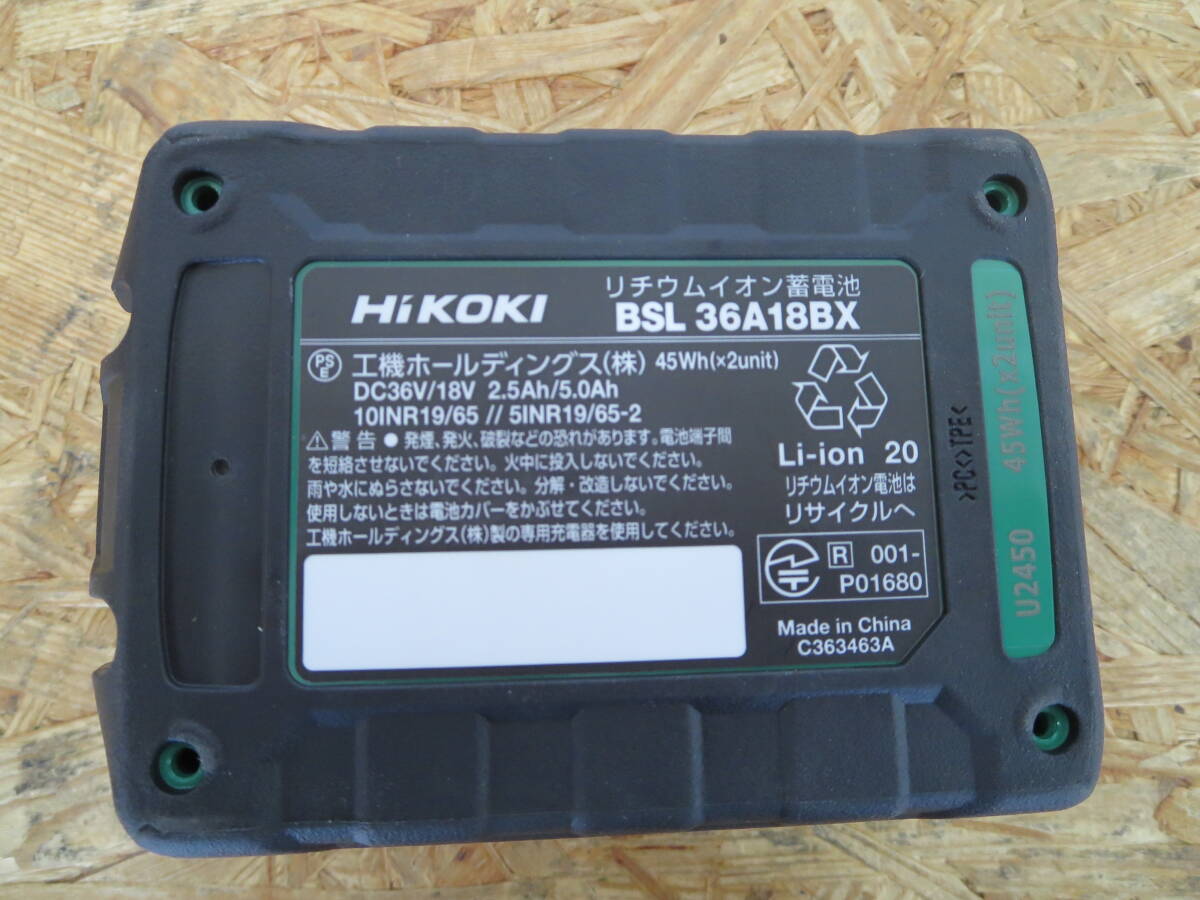 HiKOKI
リチウムイオン蓄電池
BSL 36A18BX
PSE 工機ホールディングス(株) 45Wh(×2unit)
DC36V/18V 2.5Ah/5.0Ah
10INR19/65 // 5INR19/65-2
⚠警告 ● 発煙、発火、破裂などの恐れがあります。電池端子間
を短絡させないでください。火中に投入しないでください。
雨や水にぬらさないでください。分解・改造しないでください。
使用しないときは電池カバーをかぶせてください。
工機ホールディングス(株)製の専用充電器を使用してください。
Li-ion 20
リチウムイオン電池は
リサイクルへ
R 001-
P01680
Made in China
C363463A
>PC<>TPE<
U2450 45Wh(x2unit)